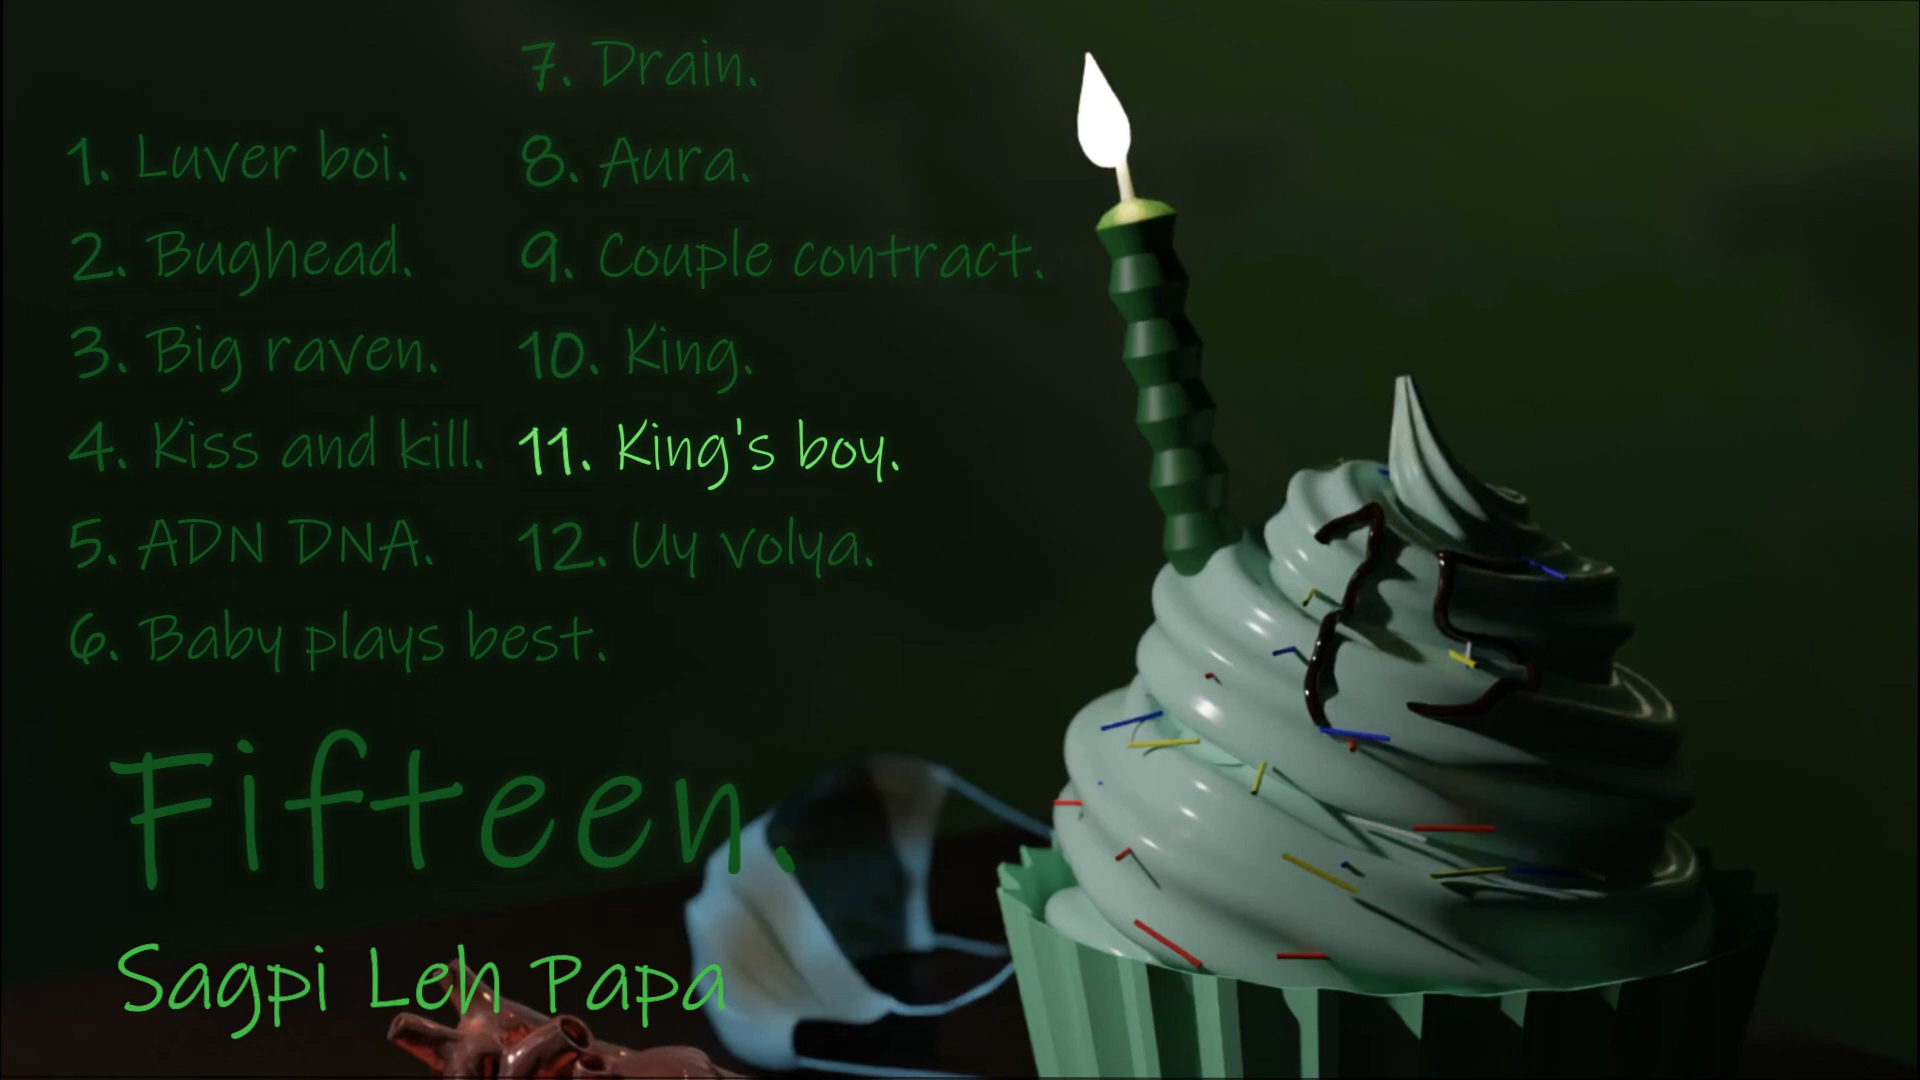 1. Luver boi.
2. Bughead.
3. Big raven.
4. Kiss and kill.
5. ADN DNA.
6. Baby plays best.
7. Drain.
8. Aura.
9. Couple contract.
10. King.
11. King's boy.
12. Uy volya.
Fifteen.
Sagpi Leh Papa
15